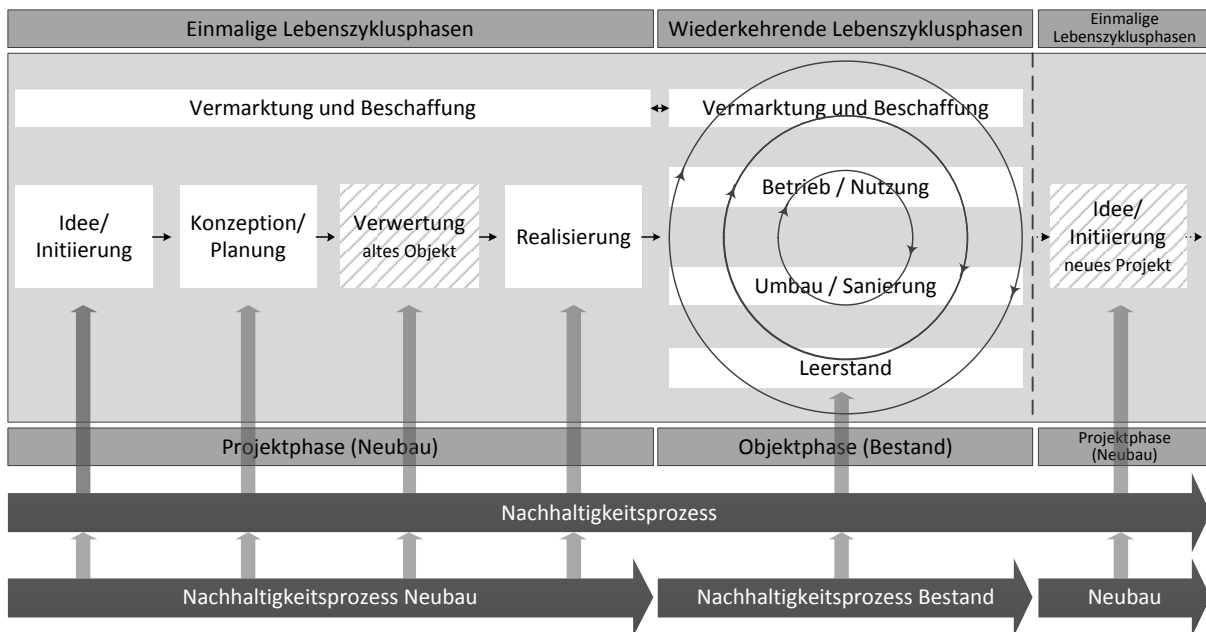 Einmalige Lebenszyklusphasen
Wiederkehrende Lebenszyklusphasen
Einmalige
Lebenszyklusphasen
Vermarktung und Beschaffung
Vermarktung und Beschaffung
Idee/
Initiierung
Konzeption/
Planung
Verwertung
altes Objekt
Realisierung
Betrieb / Nutzung
Umbau / Sanierung
Leerstand
Idee/
Initiierung
neues Projekt
Projektphase (Neubau)
Objektphase (Bestand)
Projektphase
(Neubau)
Nachhaltigkeitsprozess
Nachhaltigkeitsprozess Neubau
Nachhaltigkeitsprozess Bestand
Neubau